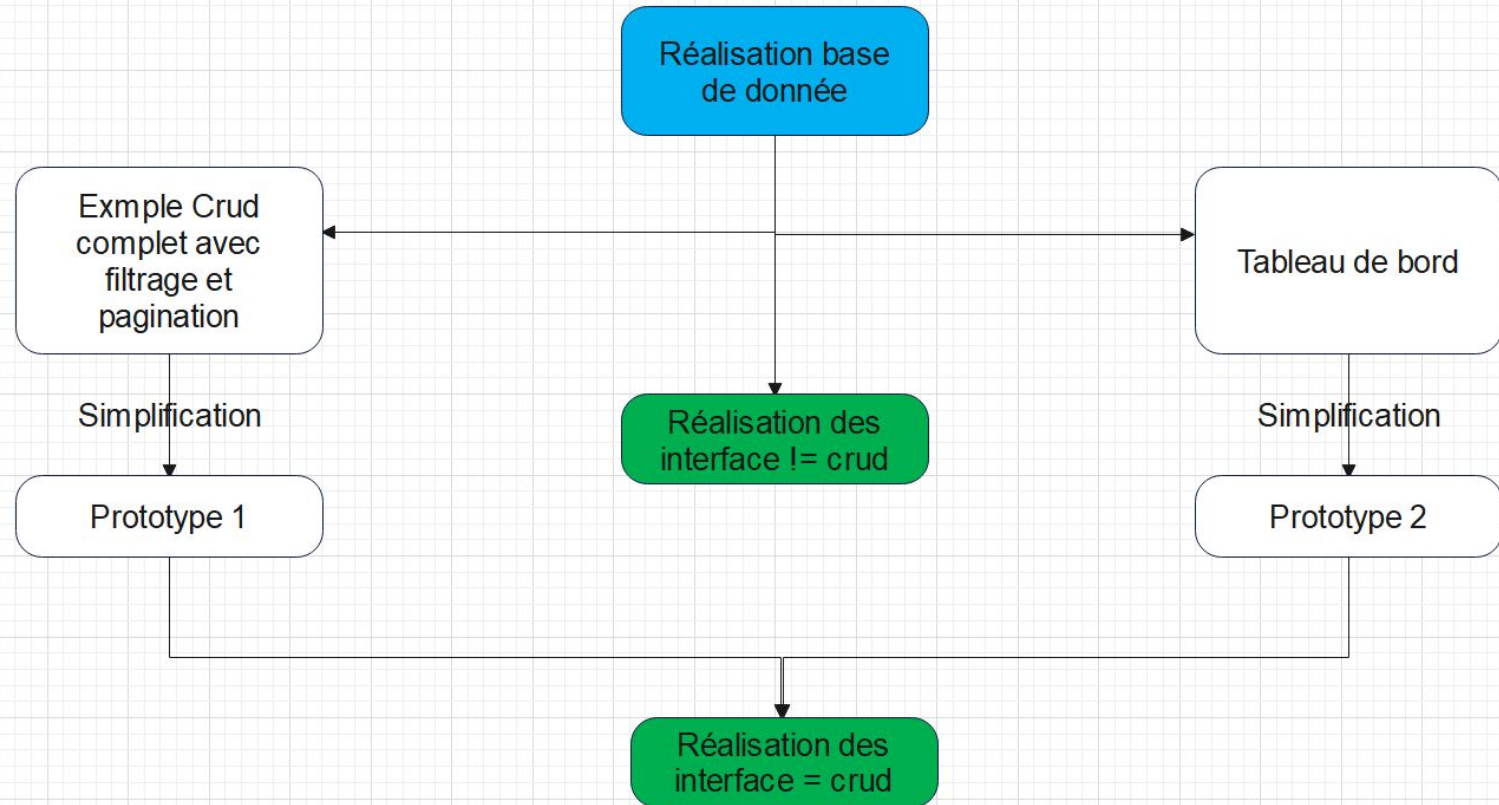 Réalisation base
de donnée
Exmple Crud
complet avec
filtrage et
pagination
Tableau de bord
Simplification
Réalisation des
interface != crud
Simplification
Prototype 1
Prototype 2
Réalisation des
interface = crud